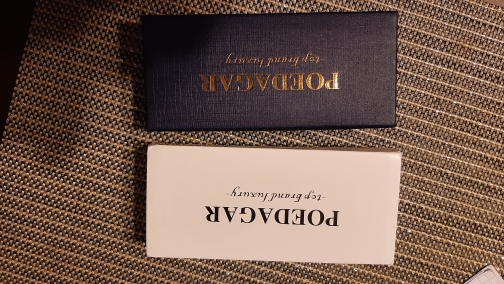 POEDAGAR
-top brand luxury-
POEDAGAR
-top brand luxury-